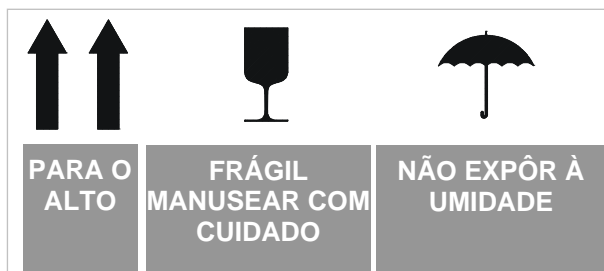 PARA O
ALTO
FRÁGIL
MANUSEAR COM
CUIDADO
NÃO EXPÔR À
UMIDADE